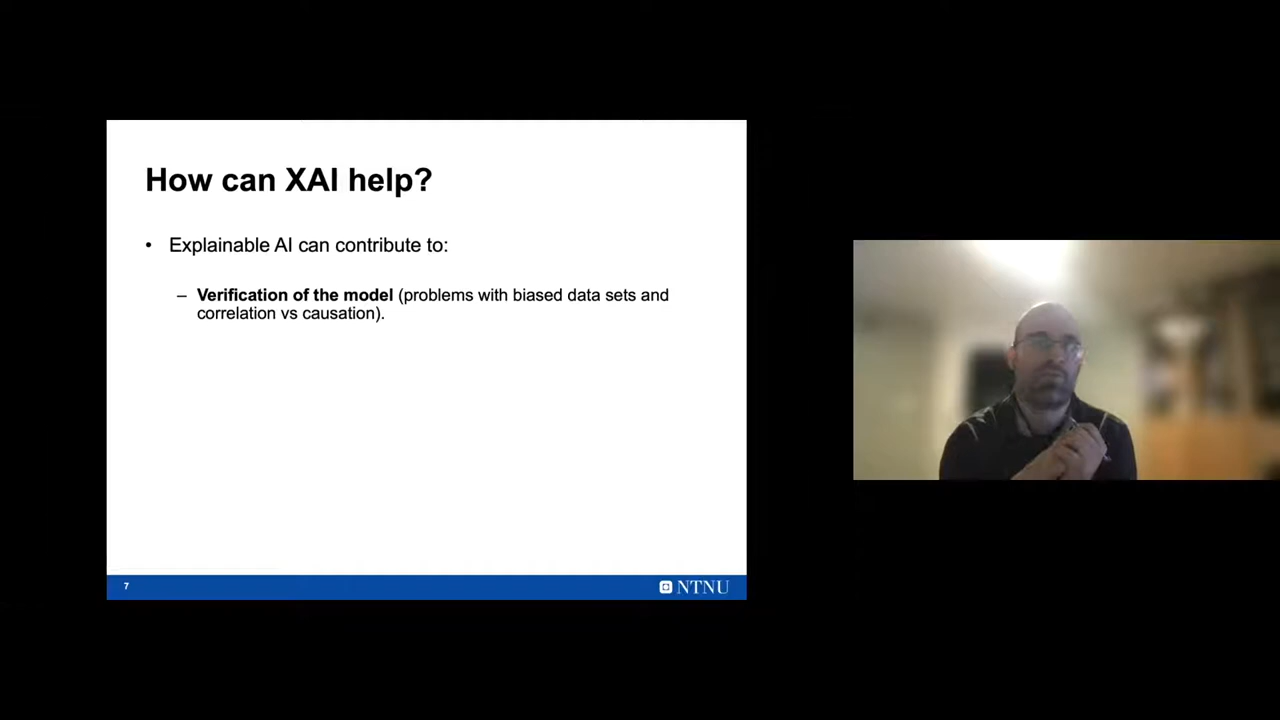 How can XAI help?
• Explainable AI can contribute to:
– Verification of the model (problems with biased data sets and
correlation vs causation).
7
NTNU